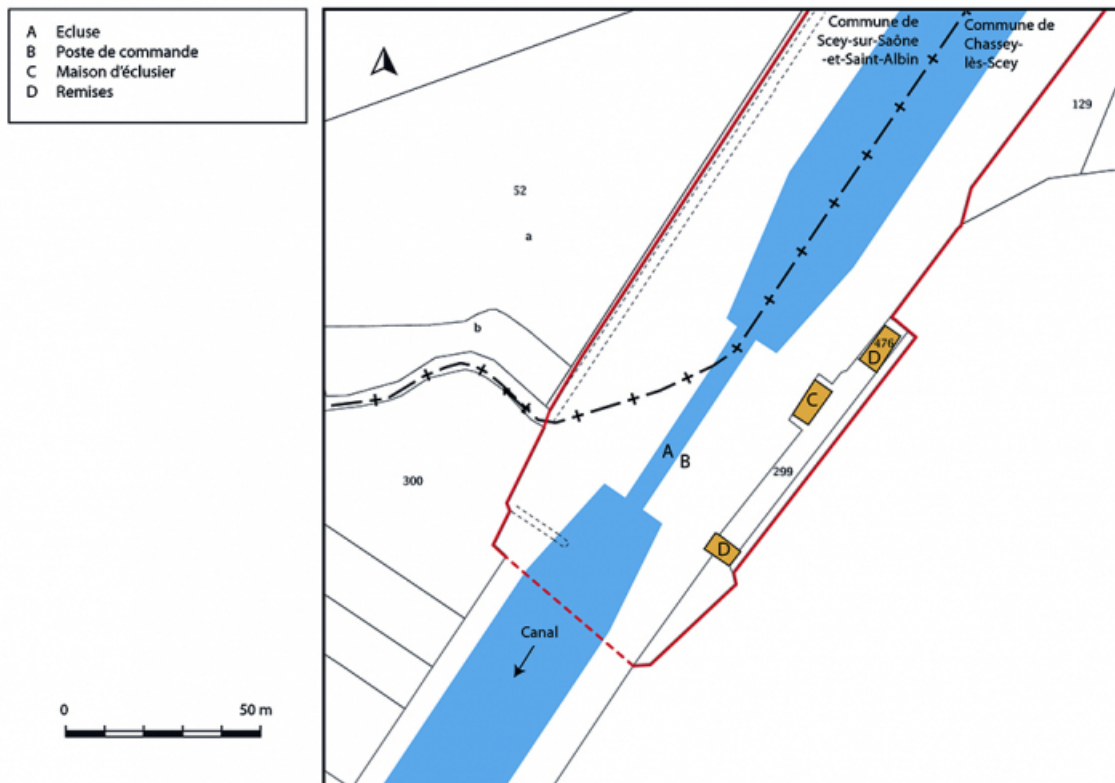 A Ecluse
B Poste de commande
C Maison d'éclusier
D Remises
Commune de
Scey-sur-Saône
-et-Saint-Albin
Commune de
Chassey-
lès-Scey
129
52
a
b
476
D
C
A
B
299
300
D
Canal
0 50 m